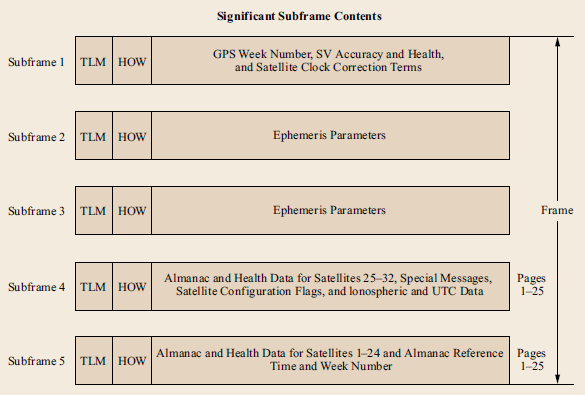 Significant Subframe Contents
Subframe 1 TLM HOW GPS Week Number, SV Accuracy and Health,
and Satellite Clock Correction Terms
Subframe 2 TLM HOW Ephemeris Parameters
Subframe 3 TLM HOW Ephemeris Parameters
Frame
Subframe 4 TLM HOW Almanac and Health Data for Satellites 25–32, Special Messages,
Satellite Configuration Flags, and Ionospheric and UTC Data
Pages
1–25
Subframe 5 TLM HOW Almanac and Health Data for Satellites 1–24 and Almanac Reference
Time and Week Number
Pages
1–25